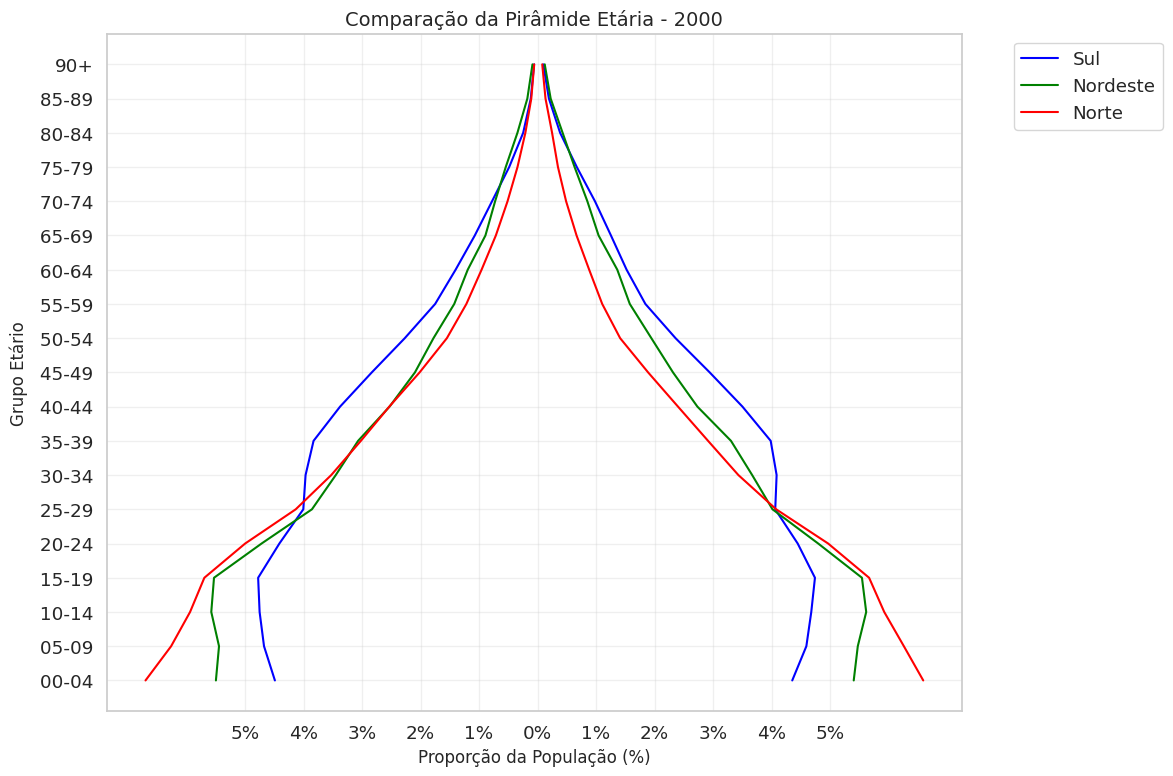 Comparação da Pirâmide Etária - 2000
Sul
Nordeste
Norte
Grupo Etário
90+
85-89
80-84
75-79
70-74
65-69
60-64
55-59
50-54
45-49
40-44
35-39
30-34
25-29
20-24
15-19
10-14
05-09
00-04
5% 4% 3% 2% 1% 0% 1% 2% 3% 4% 5%
Proporção da População (%)